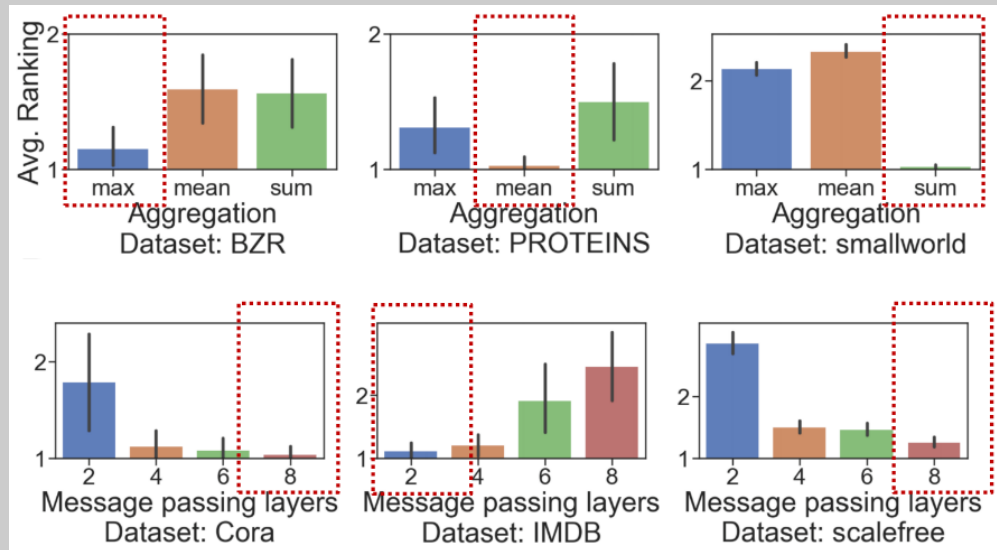 Avg. Ranking
2
1
max mean sum
Aggregation
Dataset: BZR
2
1
max mean sum
Aggregation
Dataset: PROTEINS
2
1
max mean sum
Aggregation
Dataset: smallworld
2
1
2 4 6 8
Message passing layers
Dataset: Cora
2
1
2 4 6 8
Message passing layers
Dataset: IMDB
2
1
2 4 6 8
Message passing layers
Dataset: scalefree